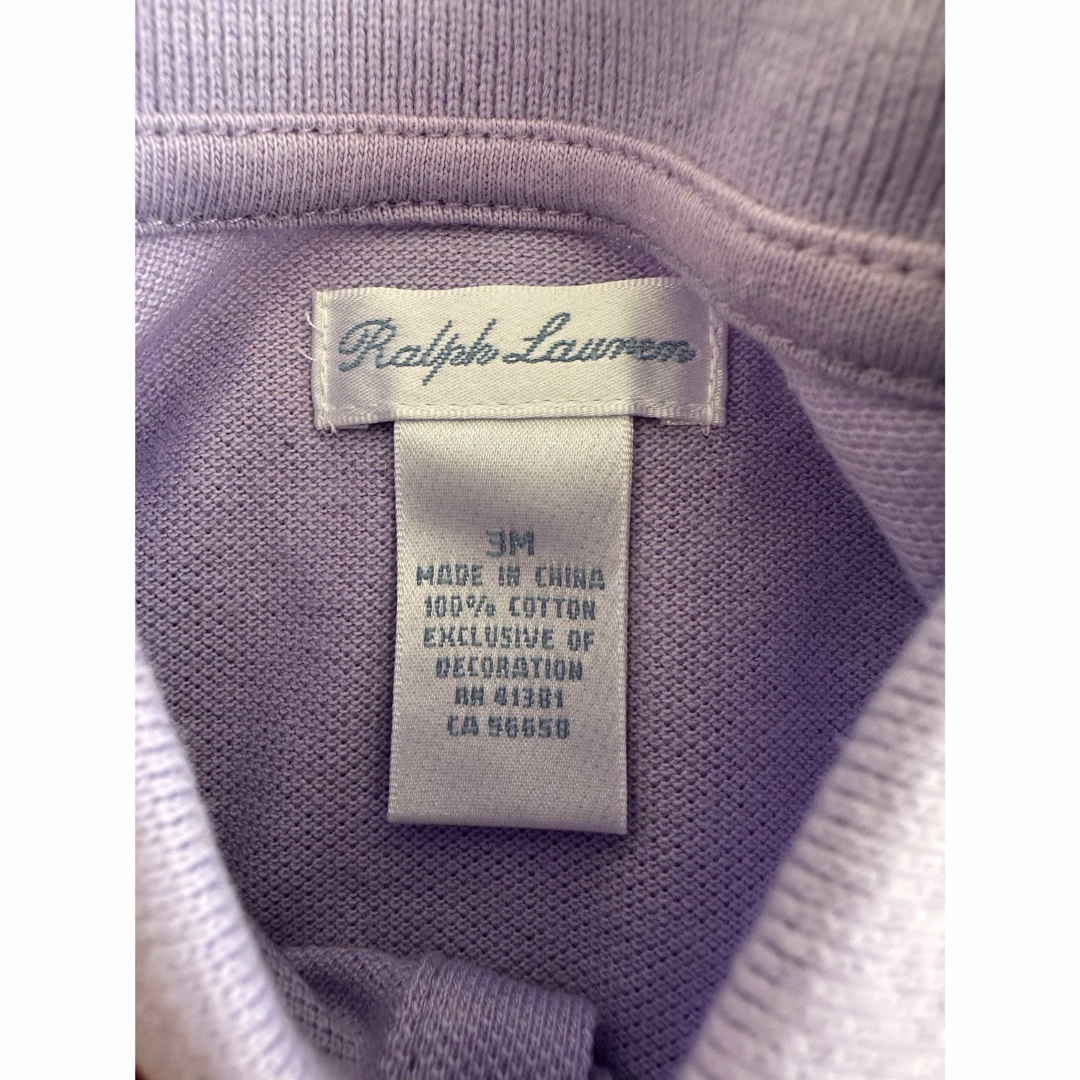 Ralph Lauren
3M
MADE IN CHINA
100% COTTON
EXCLUSIVE OF
DECORATION
RN 41381
CA 56658